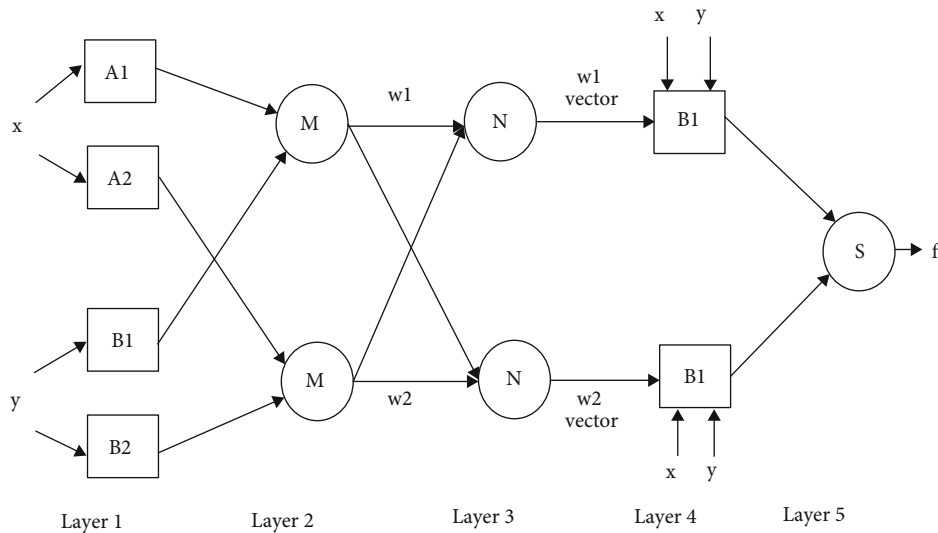 x y
A1
w1
w1
vector
M
N
B1
x
A2
S
f
B1
y
M
w2
N
w2
vector
B1
B2
x y
Layer 1
Layer 2
Layer 3
Layer 4
Layer 5